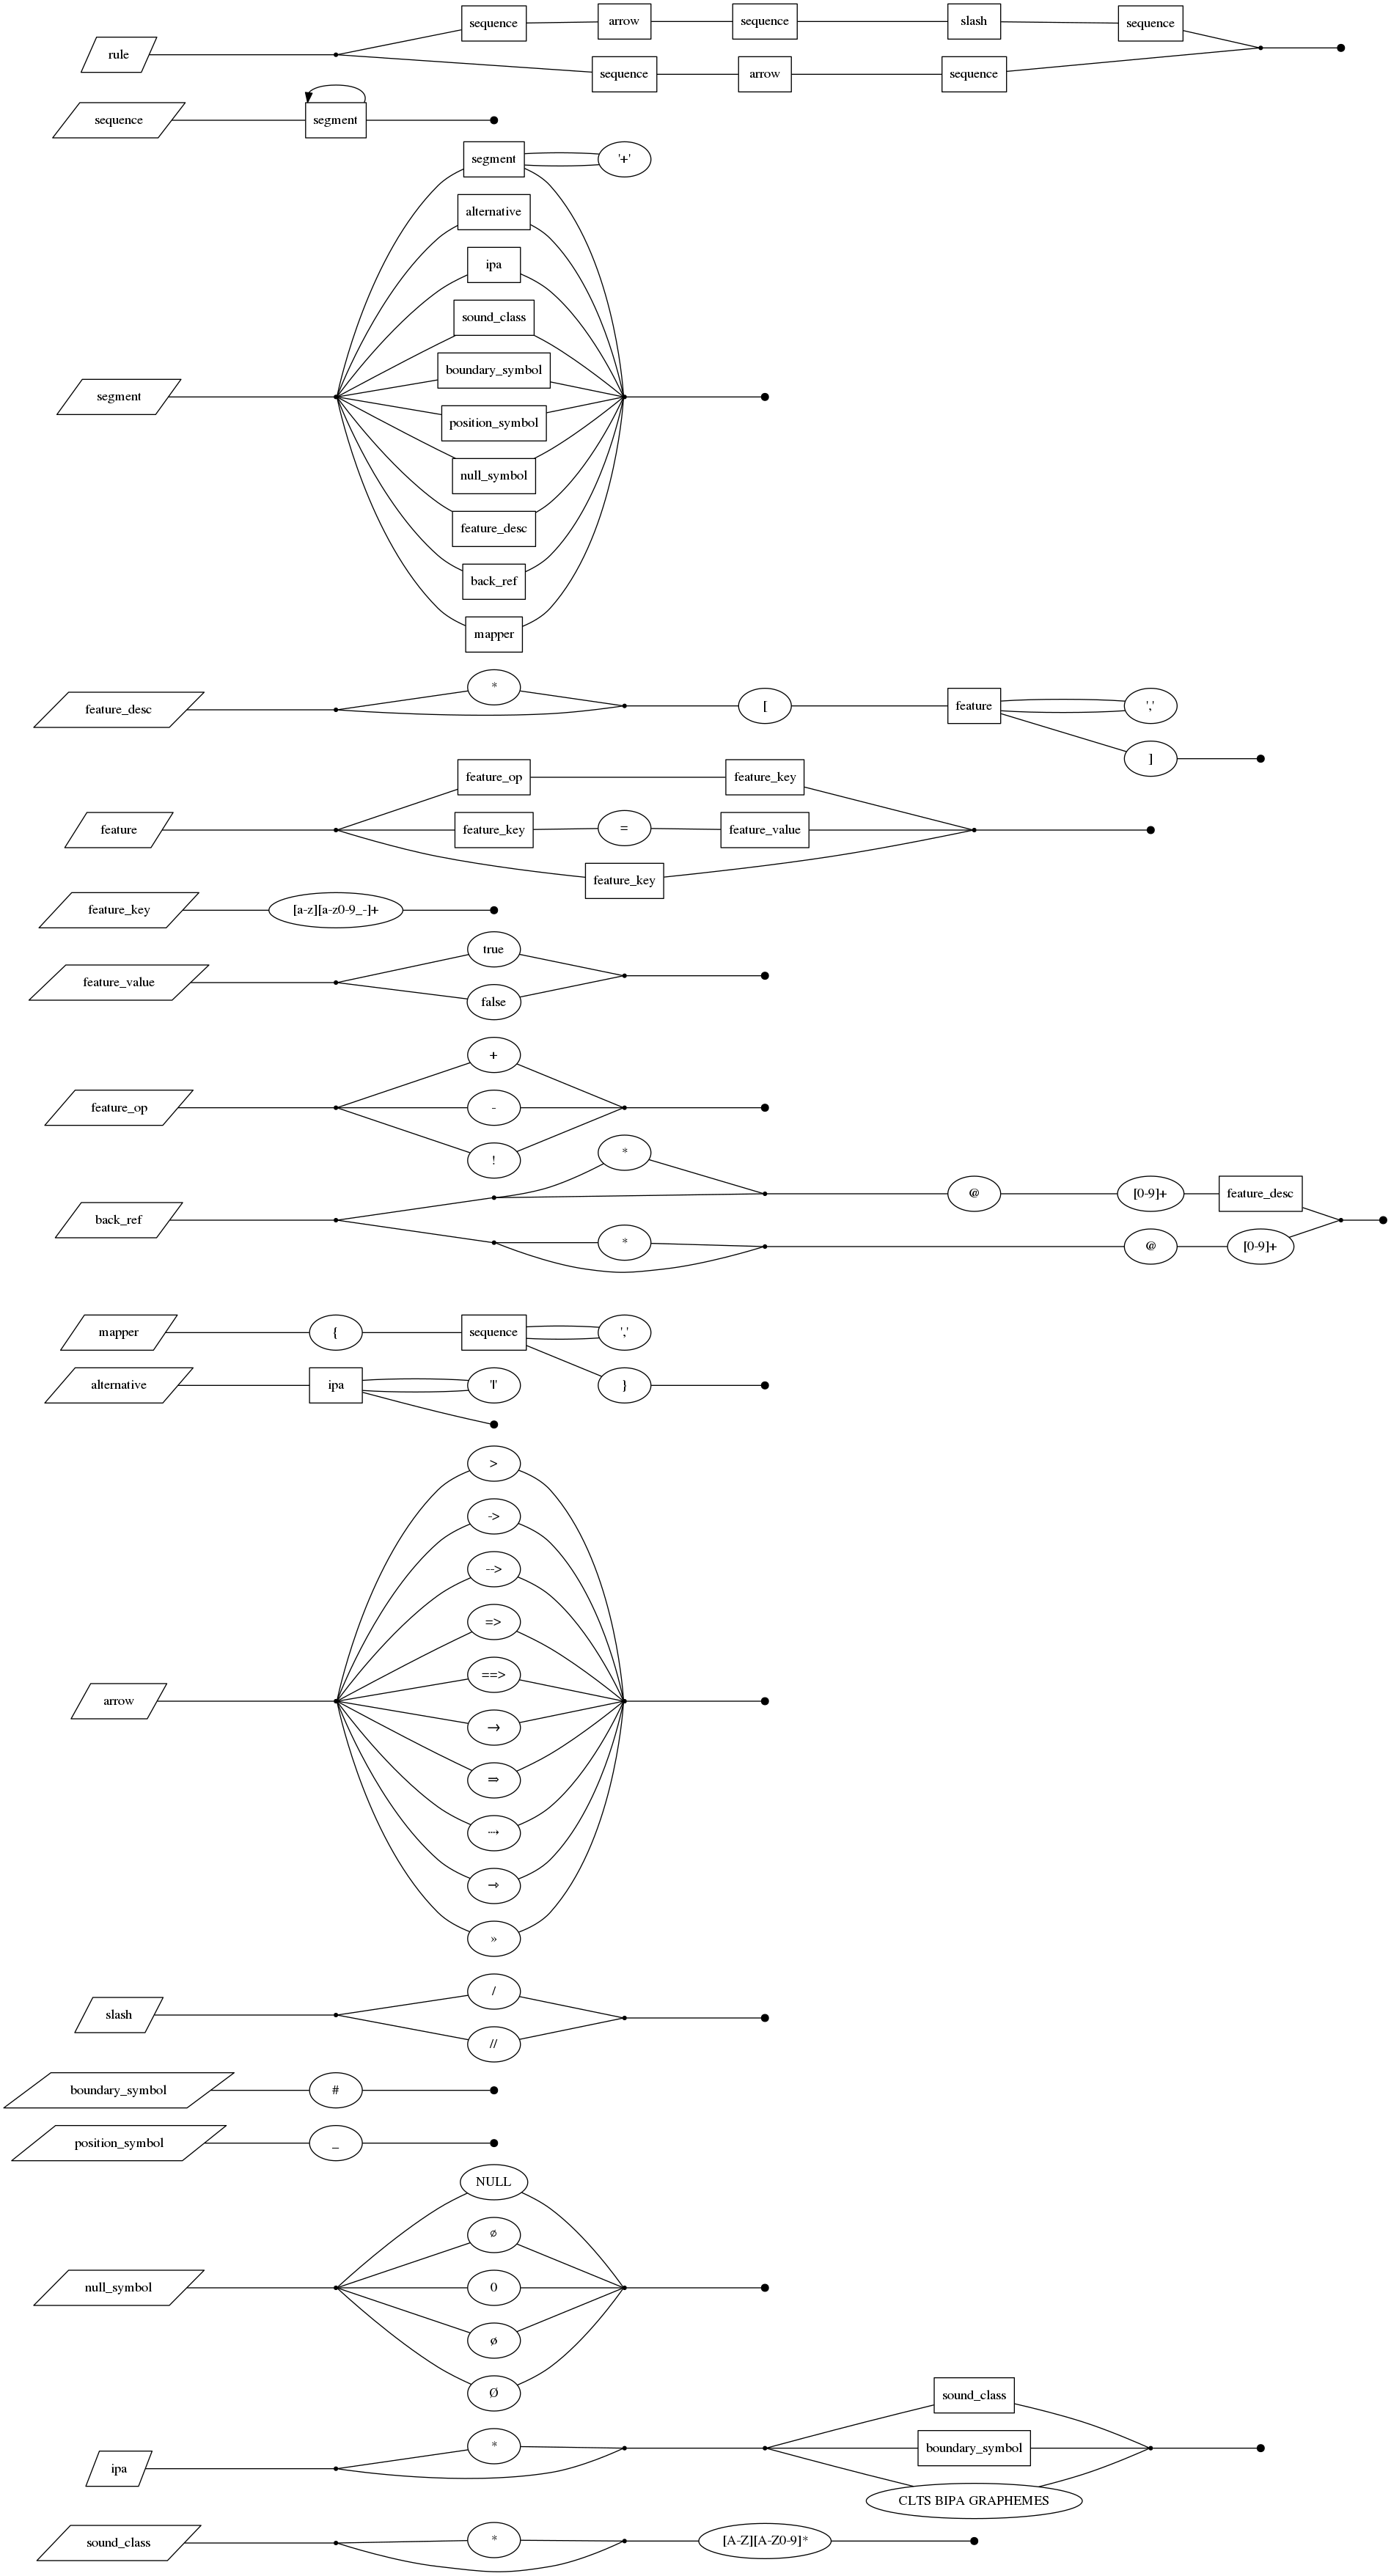 rule sequence arrow sequence slash sequence
sequence arrow sequence
sequence segment
segment '+'
alternative
ipa
sound_class
boundary_symbol
segment
position_symbol
null_symbol
feature_desc
back_ref
mapper
feature_desc * [ feature ','
]
feature_op feature_key
feature feature_key = feature_value
feature_key
feature_key [a-z][a-z0-9_-]+
true
feature_value
false
+
feature_op -
!
* @ [0-9]+ feature_desc
back_ref
* @ [0-9]+
mapper { sequence ','
alternative ipa '|' }
>
->
-->
=>
==>
arrow
→
⇒
⤑
⇾
»
/
slash
//
boundary_symbol #
position_symbol _
NULL
∅
null_symbol 0
ø
Ø
sound_class
* boundary_symbol
ipa
CLTS BIPA GRAPHEMES
sound_class * [A-Z][A-Z0-9]*